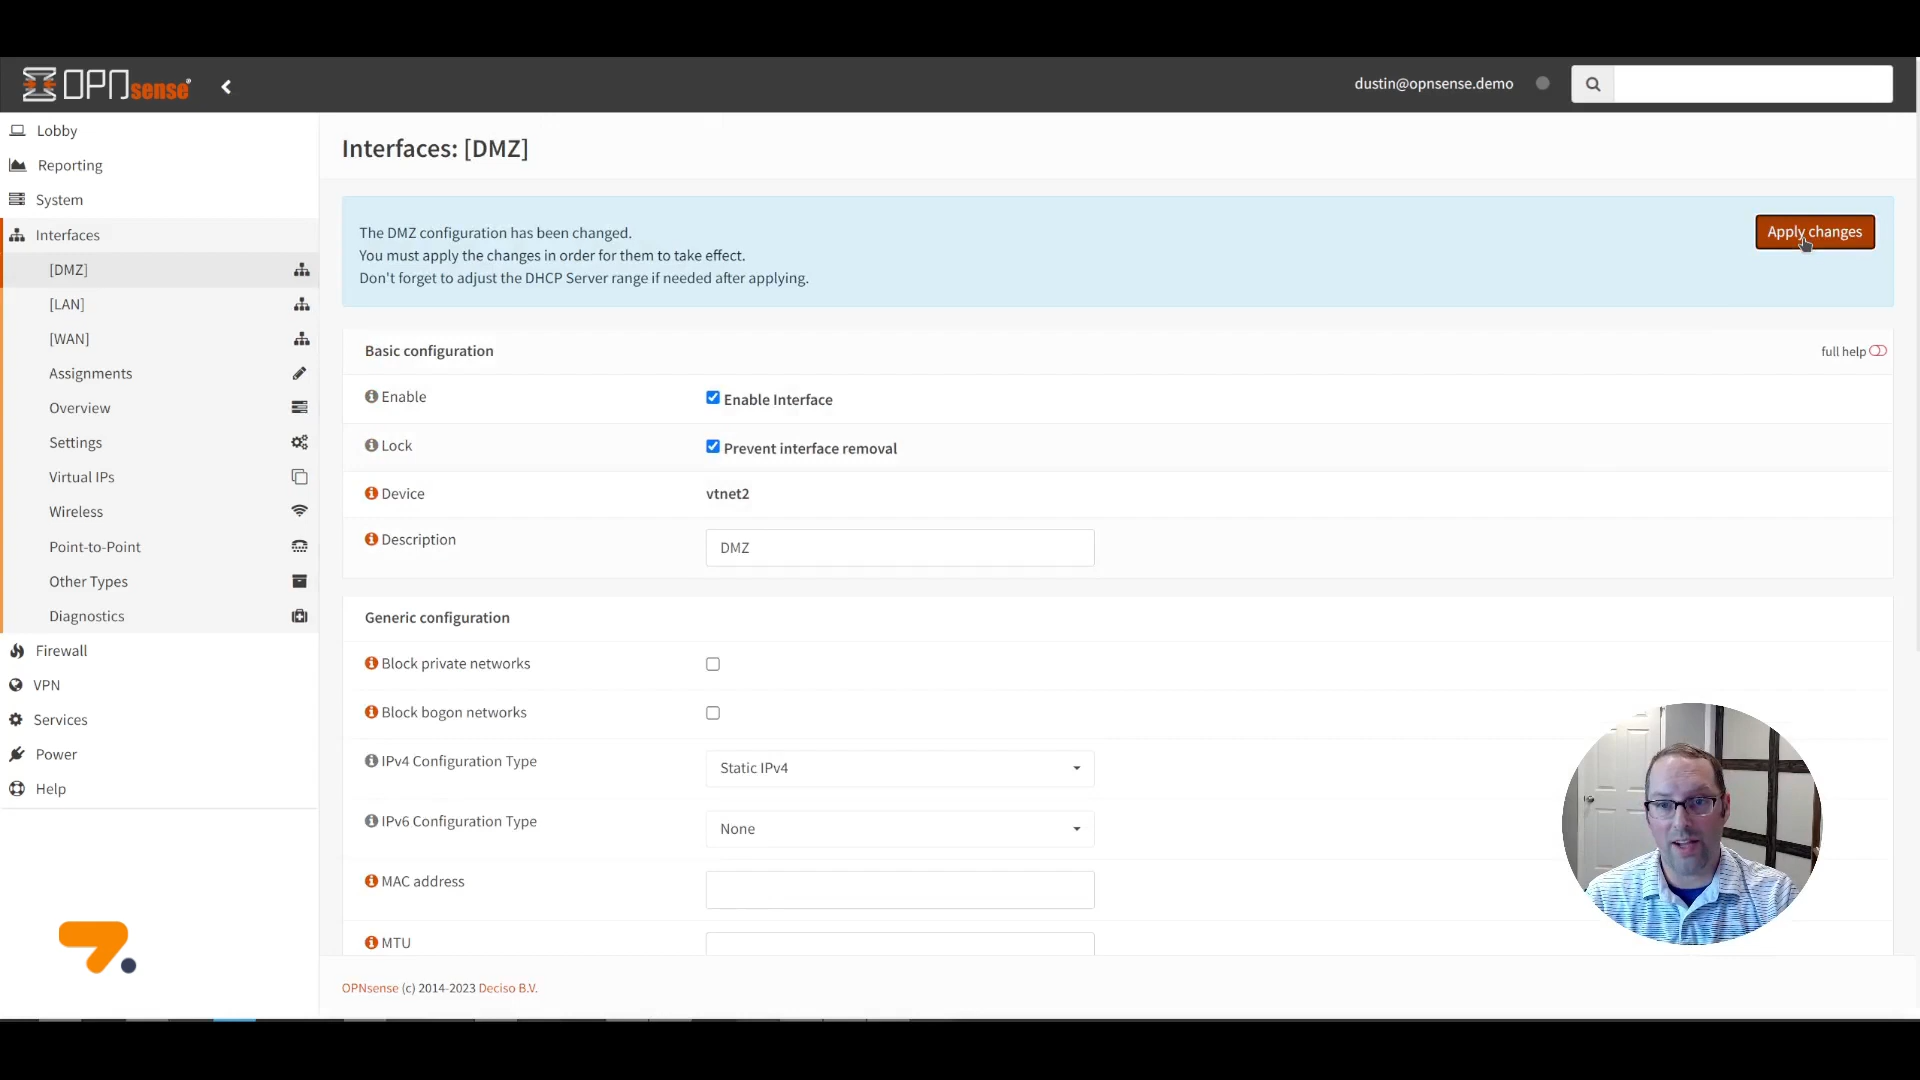 OPNsense
dustin@opnsense.demo
Lobby
Reporting
System
Interfaces
[DMZ]
[LAN]
[WAN]
Assignments
Overview
Settings
Virtual IPs
Wireless
Point-to-Point
Other Types
Diagnostics
Firewall
VPN
Services
Power
Help
Interfaces: [DMZ]
The DMZ configuration has been changed.
You must apply the changes in order for them to take effect.
Don't forget to adjust the DHCP Server range if needed after applying.
Apply changes
Basic configuration
full help
Enable
Enable Interface
Lock
Prevent interface removal
Device
vtnet2
Description
DMZ
Generic configuration
Block private networks
Block bogon networks
IPv4 Configuration Type
Static IPv4
IPv6 Configuration Type
None
MAC address
MTU
OPNsense (c) 2014-2023 Deciso B.V.